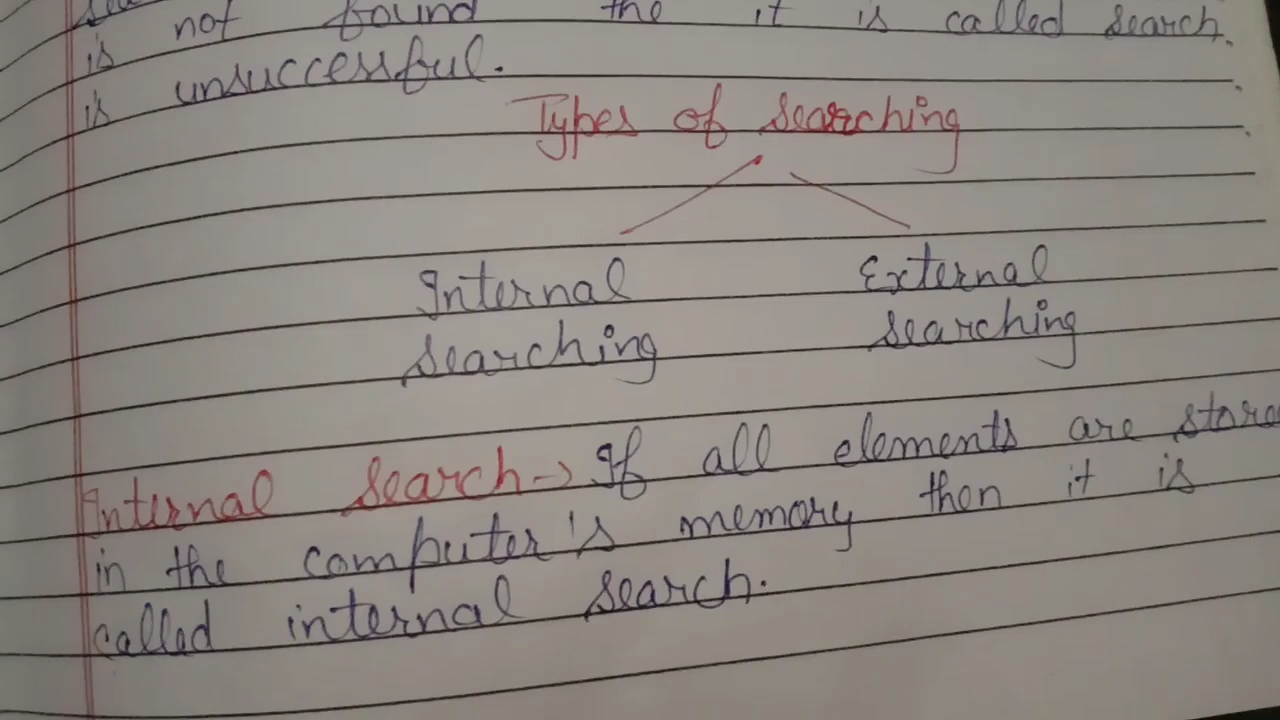 is not found the it is called search.
is unsuccessful.
Types of searching
Internal searching
External searching
Internal search → If all elements are
in the computer's memory then it is
called internal search.